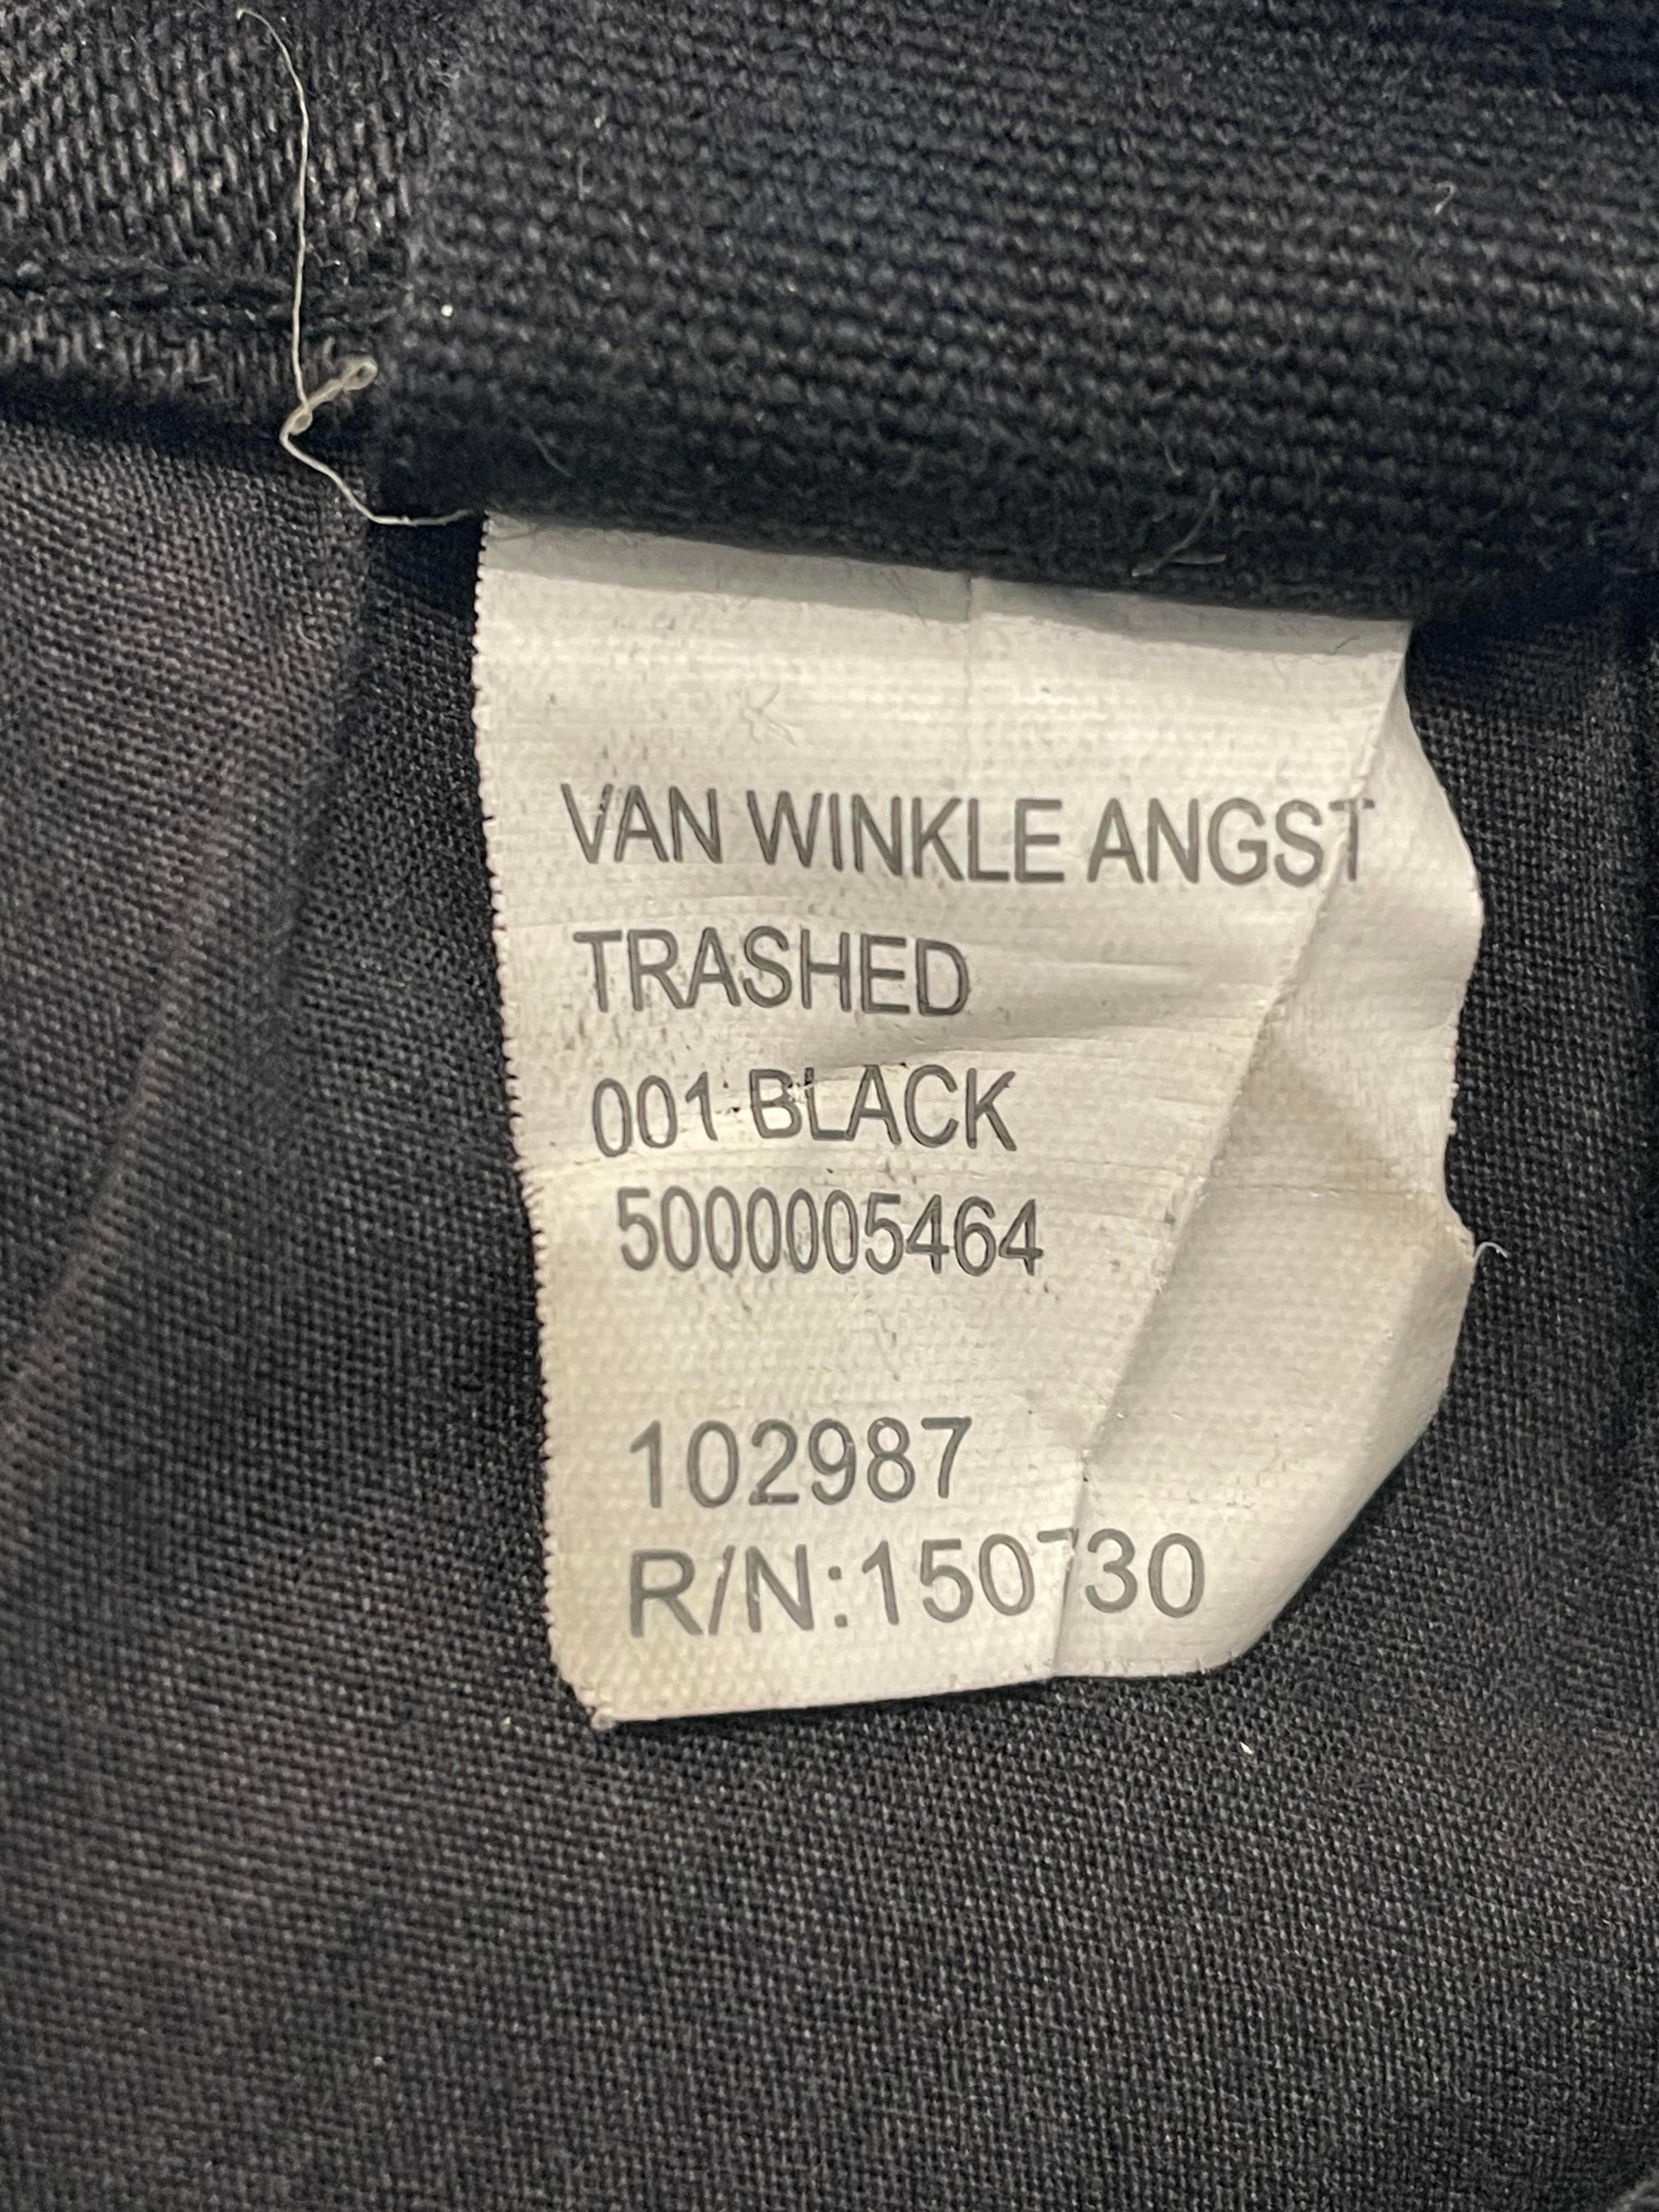 VAN WINKLE ANGST
TRASHED
001 BLACK
5000005464
102987
R/N:150730